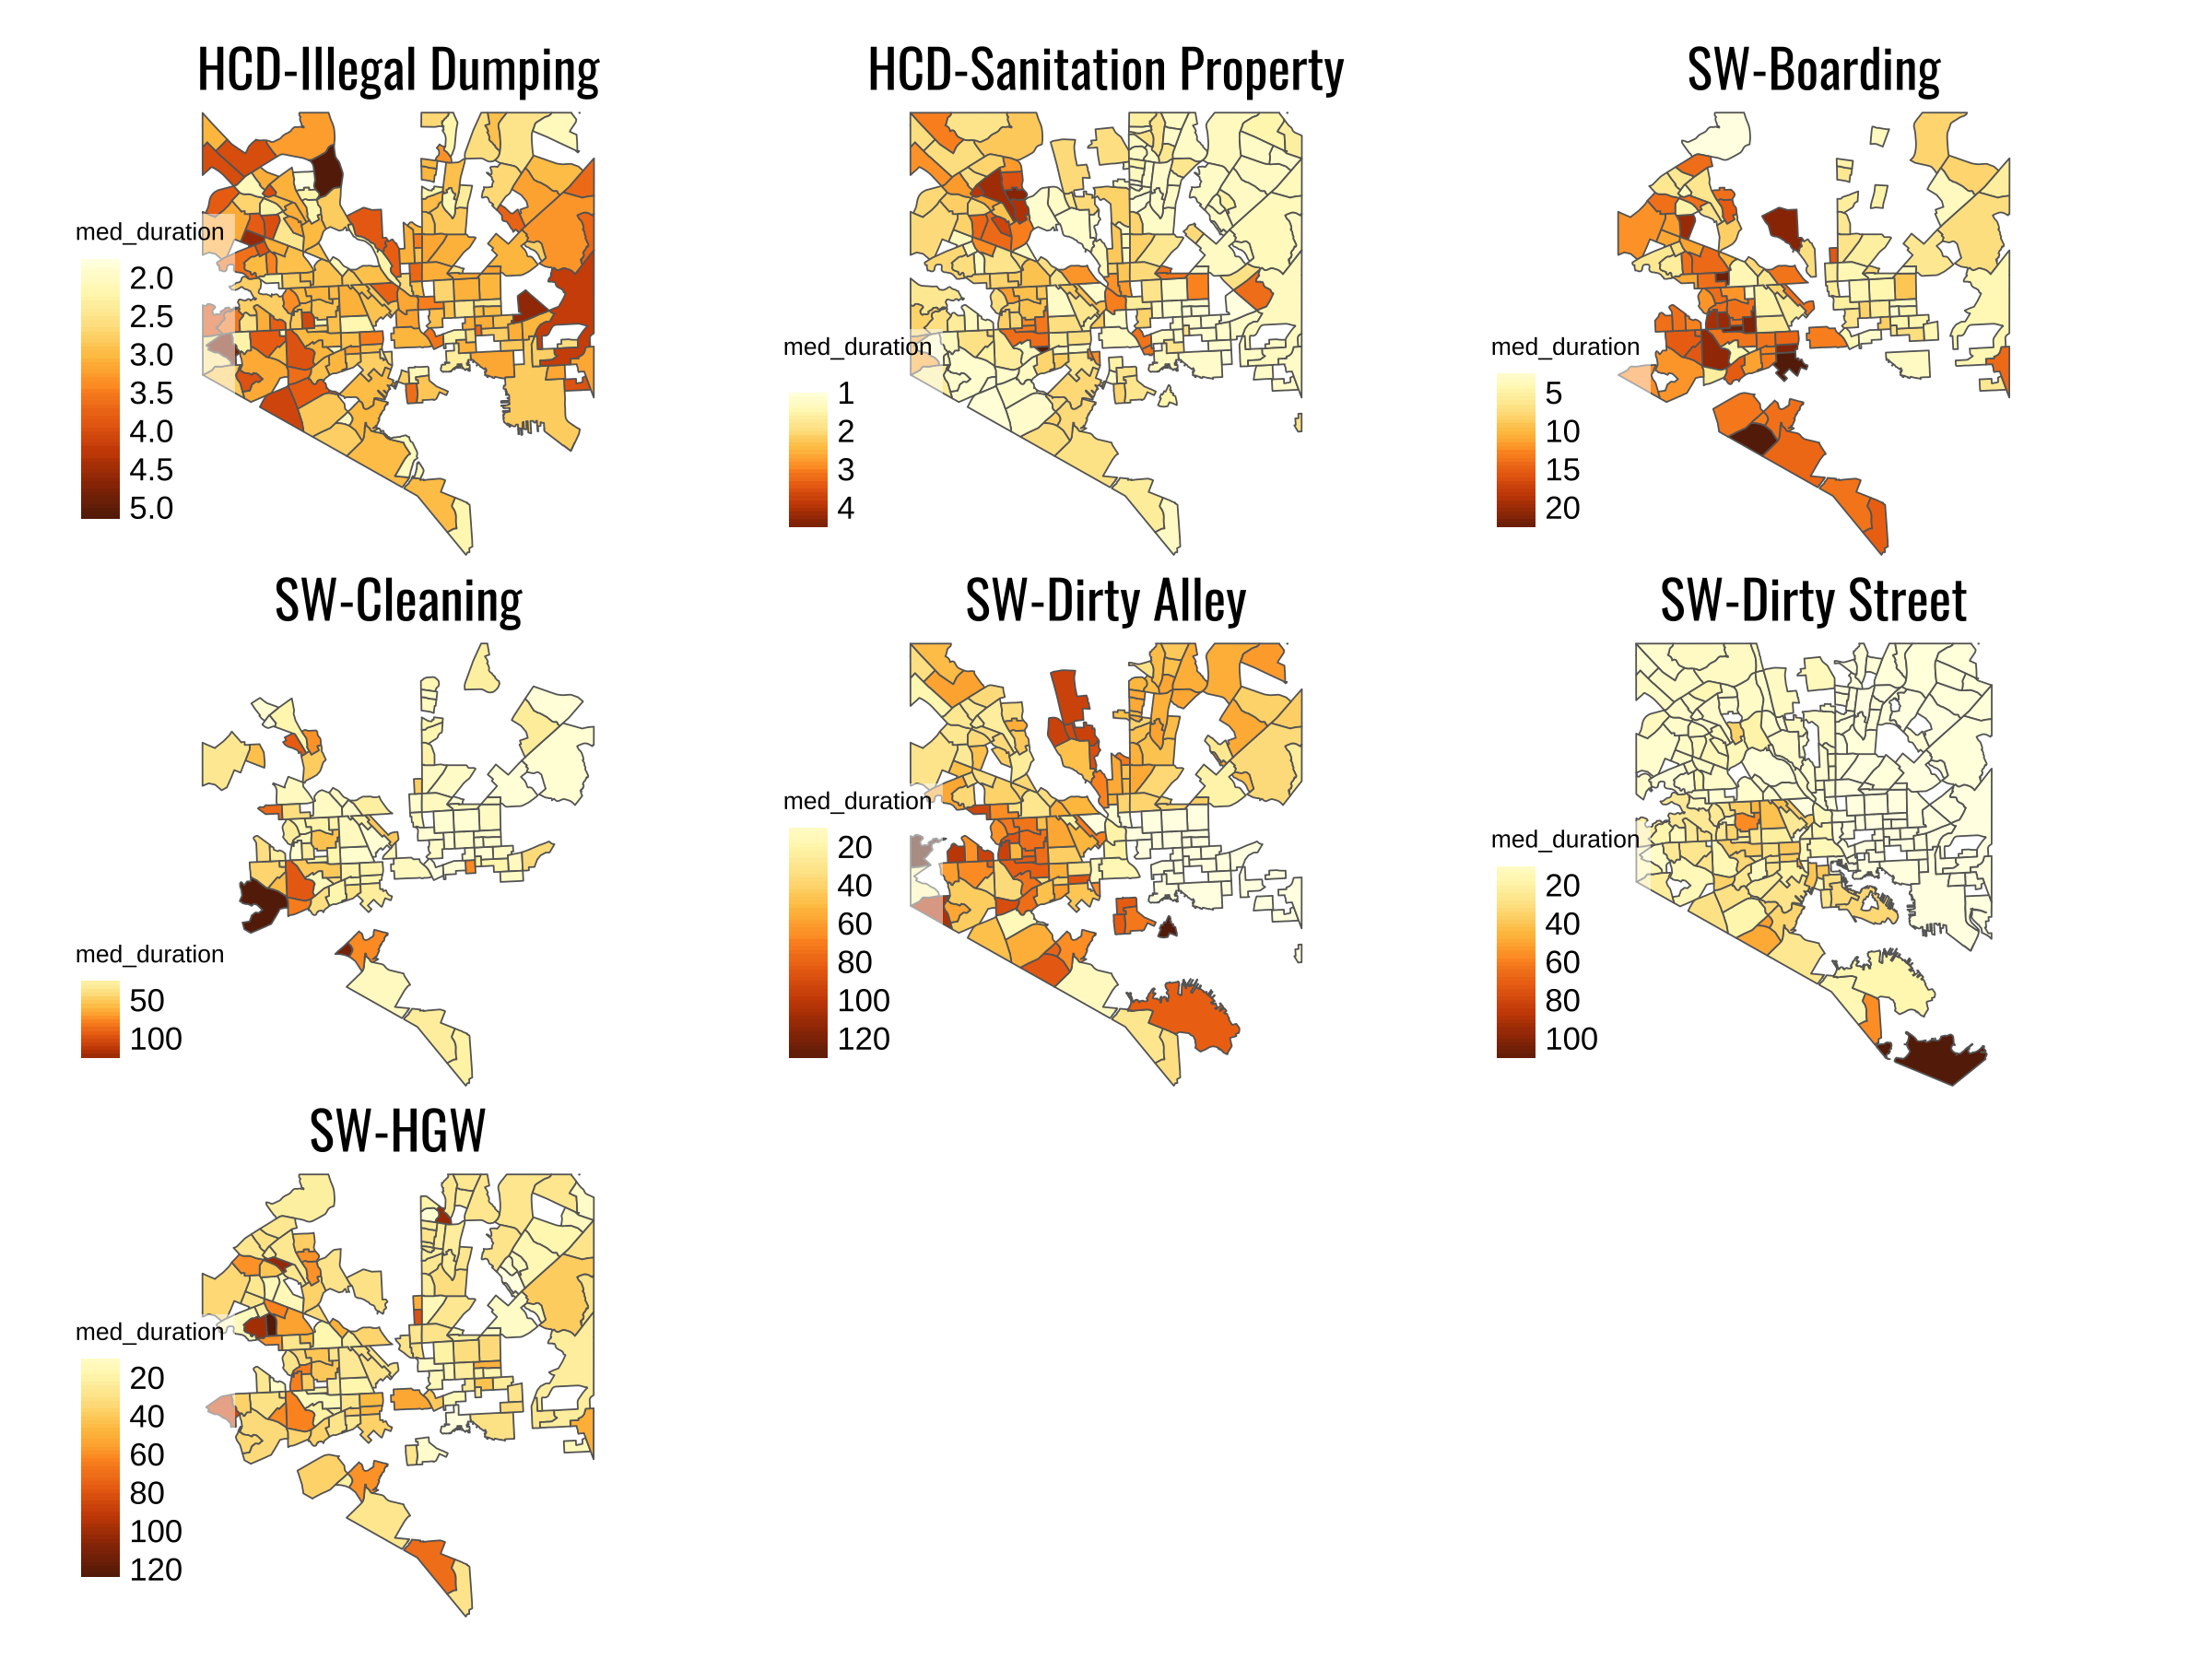 HCD-Illegal Dumping
med_duration
2.0
2.5
3.0
3.5
4.0
4.5
5.0
HCD-Sanitation Property
med_duration
1
2
3
4
SW-Boarding
med_duration
5
10
15
20
SW-Cleaning
med_duration
50
100
SW-Dirty Alley
med_duration
20
40
60
80
100
120
SW-Dirty Street
med_duration
20
40
60
80
100
SW-HGW
med_duration
20
40
60
80
100
120